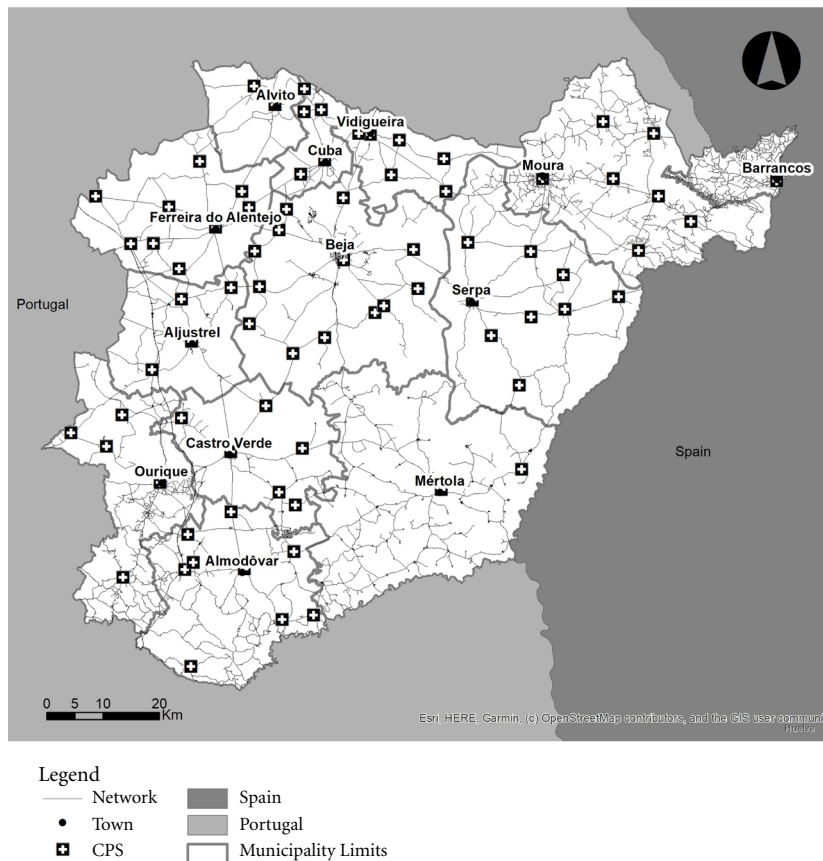 Alvito
Vidigueira
Cuba
Moura
Barrancos
Ferreira do Alentejo
Beja
Serpa
Portugal
Aljustrel
Castro Verde
Spain
Ourique
Mértola
Almodôvar
0 5 10 20
Km
Esri, HERE, Garmin, (c) OpenStreetMap contributors, and the GIS user communi
Huelva
Legend
Network Spain
Town Portugal
CPS Municipality Limits